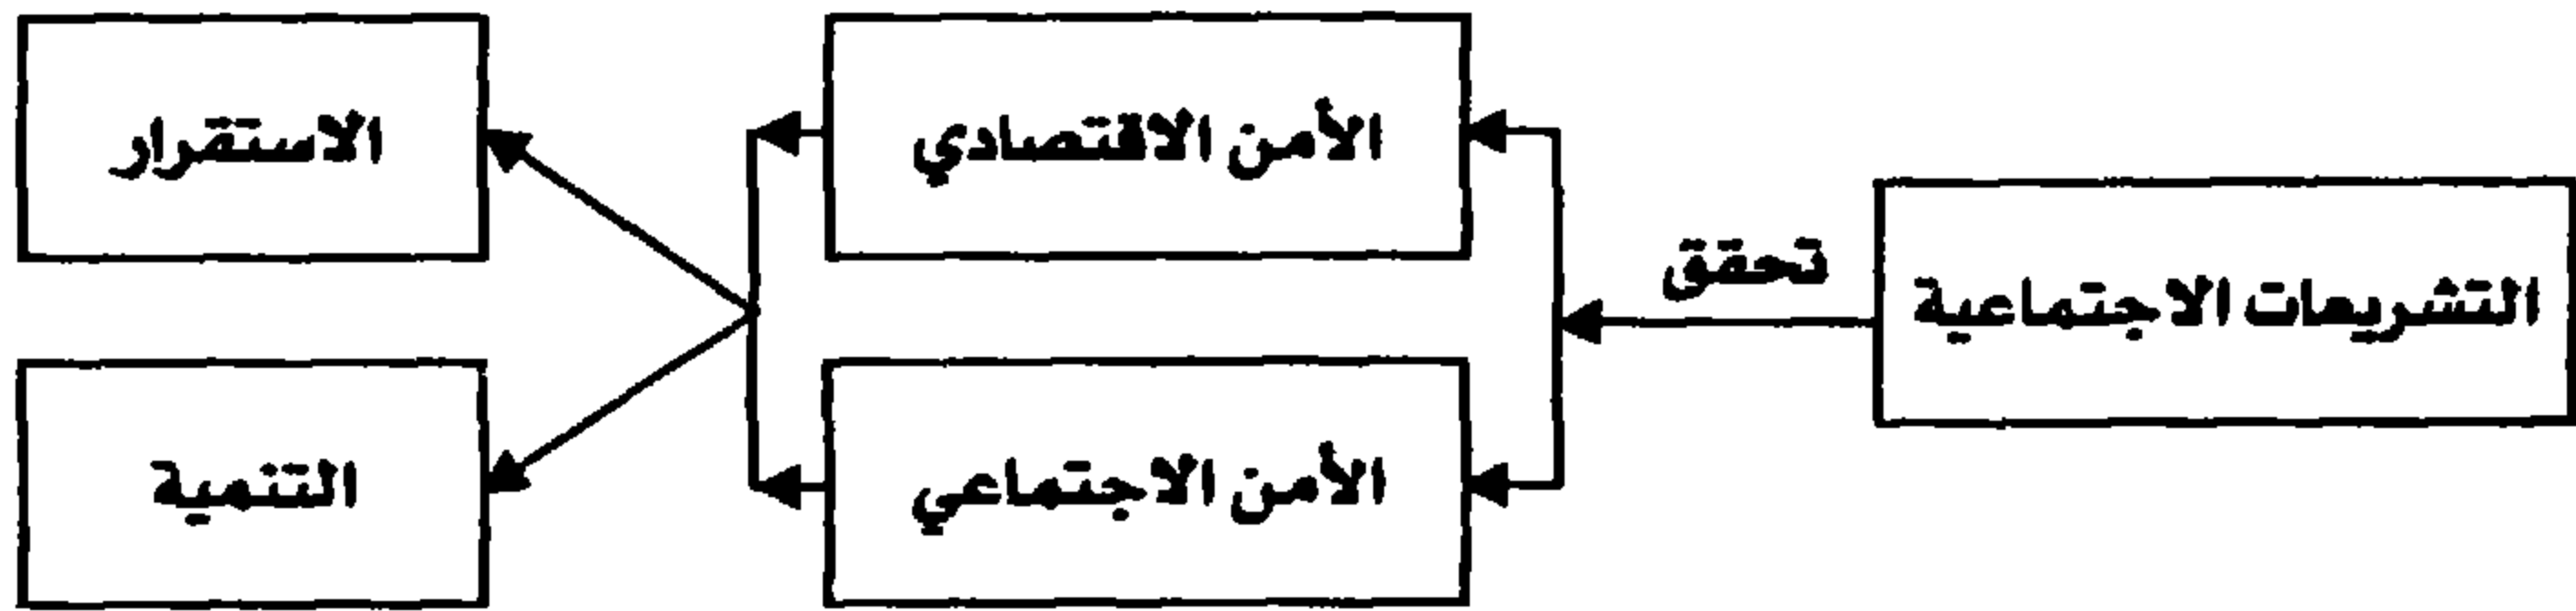 التشريعات الاجتماعية
تحقق
الأمن الاقتصادي
الأمن الاجتماعي
الاستقرار
التنمية